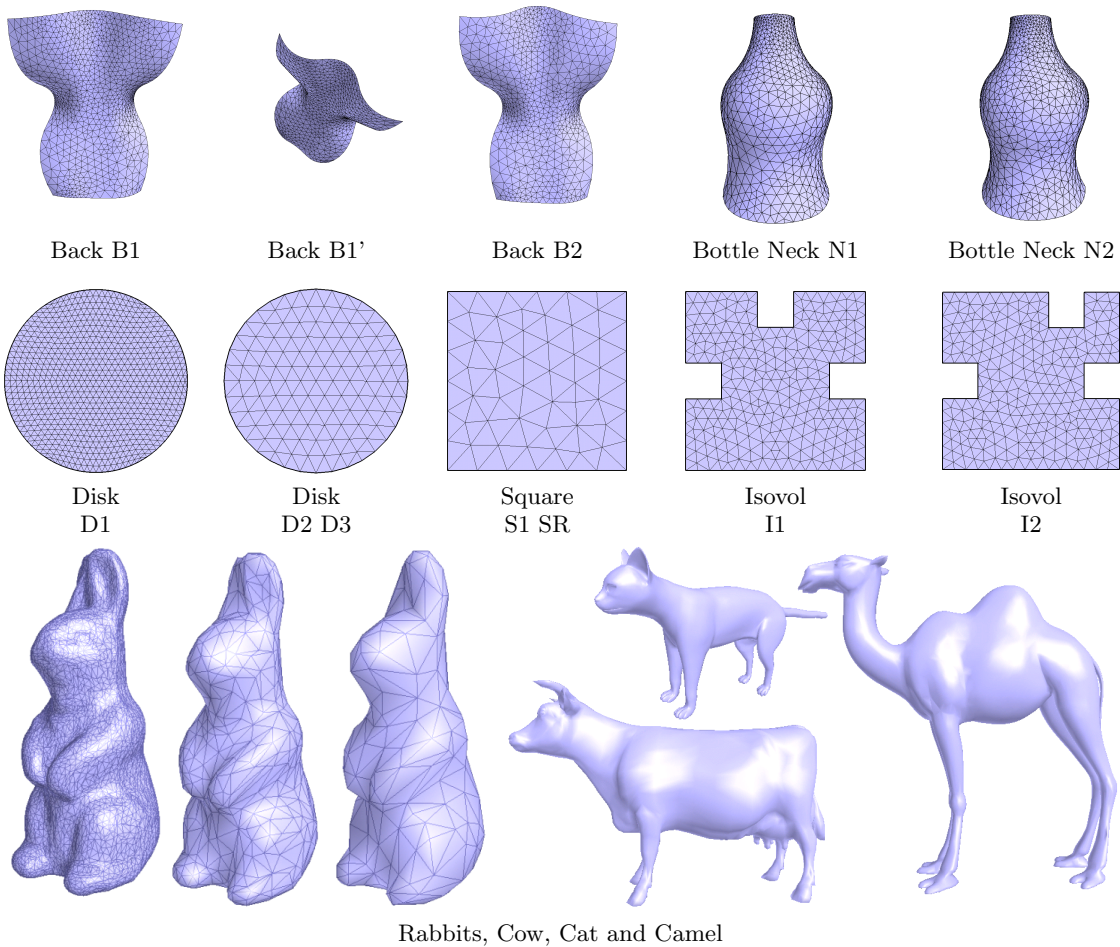 Back B1
Back B1'
Back B2
Bottle Neck N1
Bottle Neck N2
Disk
D1
Disk
D2 D3
Square
S1 SR
Isovol
I1
Isovol
I2
Rabbits, Cow, Cat and Camel